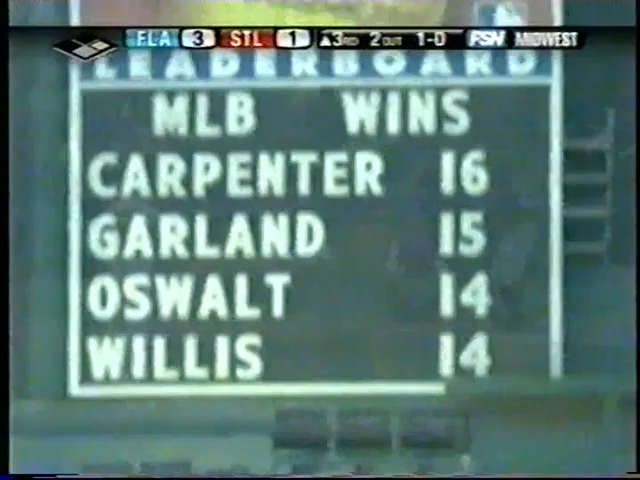 FLA 3 STL 1 ▲3RD 2 OUT 1-0 FSN MIDWEST
LEADERBOARD
MLB WINS
CARPENTER 16
GARLAND 15
OSWALT 14
WILLIS 14